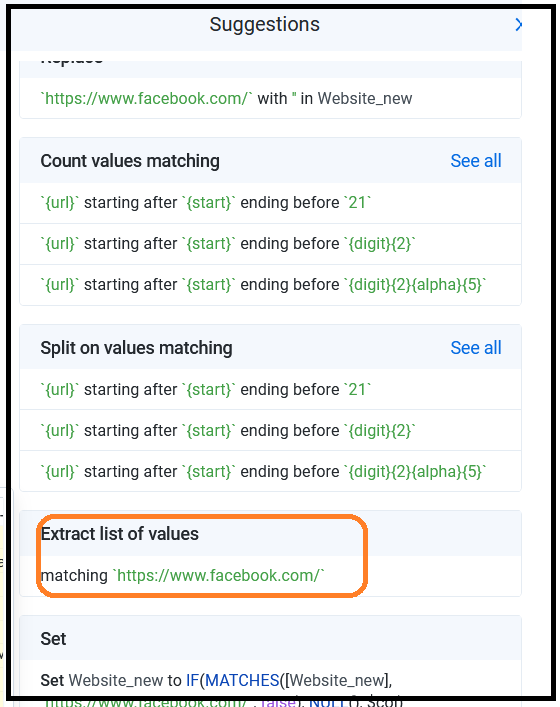 Suggestions
Replace
`https://www.facebook.com/` with '' in Website_new
Count values matching
See all
`{url}` starting after `{start}` ending before `21`
`{url}` starting after `{start}` ending before `{digit}{2}`
`{url}` starting after `{start}` ending before `{digit}{2}{alpha}{5}`
Split on values matching
See all
`{url}` starting after `{start}` ending before `21`
`{url}` starting after `{start}` ending before `{digit}{2}`
`{url}` starting after `{start}` ending before `{digit}{2}{alpha}{5}`
Extract list of values
matching `https://www.facebook.com/`
Set
Set Website_new to IF(MATCHES([Website_new],
`https://www.facebook.com/`, false), NULL(), $col)